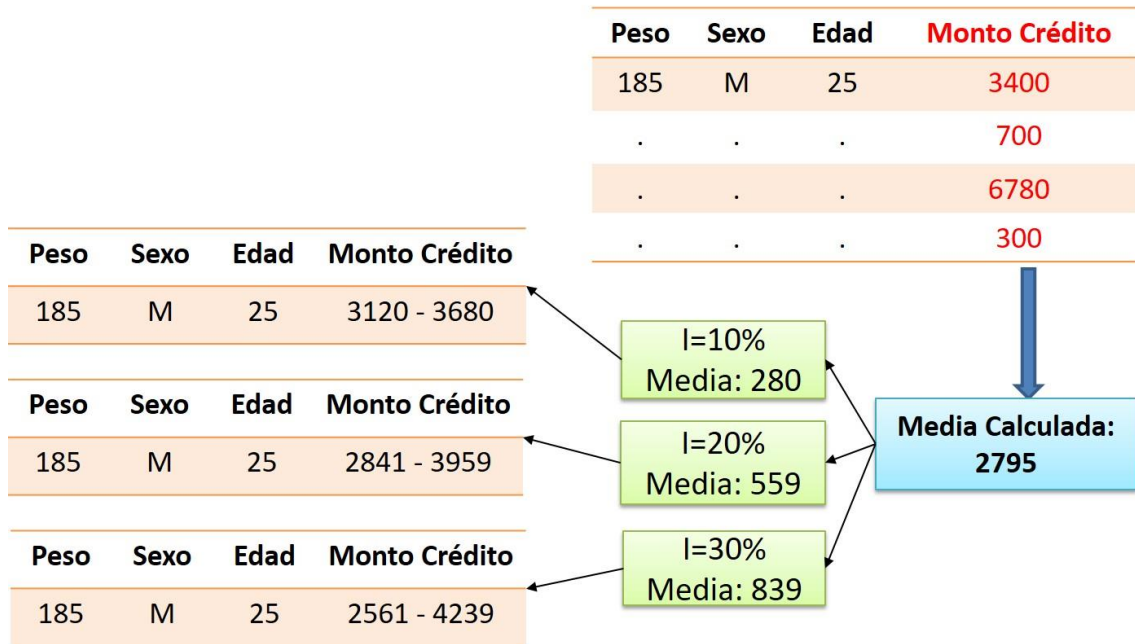 Peso Sexo Edad Monto Crédito
185 M 25 3400
. . . 700
. . . 6780
. . . 300
Peso Sexo Edad Monto Crédito
185 M 25 3120 - 3680
Peso Sexo Edad Monto Crédito
185 M 25 2841 - 3959
Peso Sexo Edad Monto Crédito
185 M 25 2561 - 4239
I=10%
Media: 280
I=20%
Media: 559
I=30%
Media: 839
Media Calculada:
2795